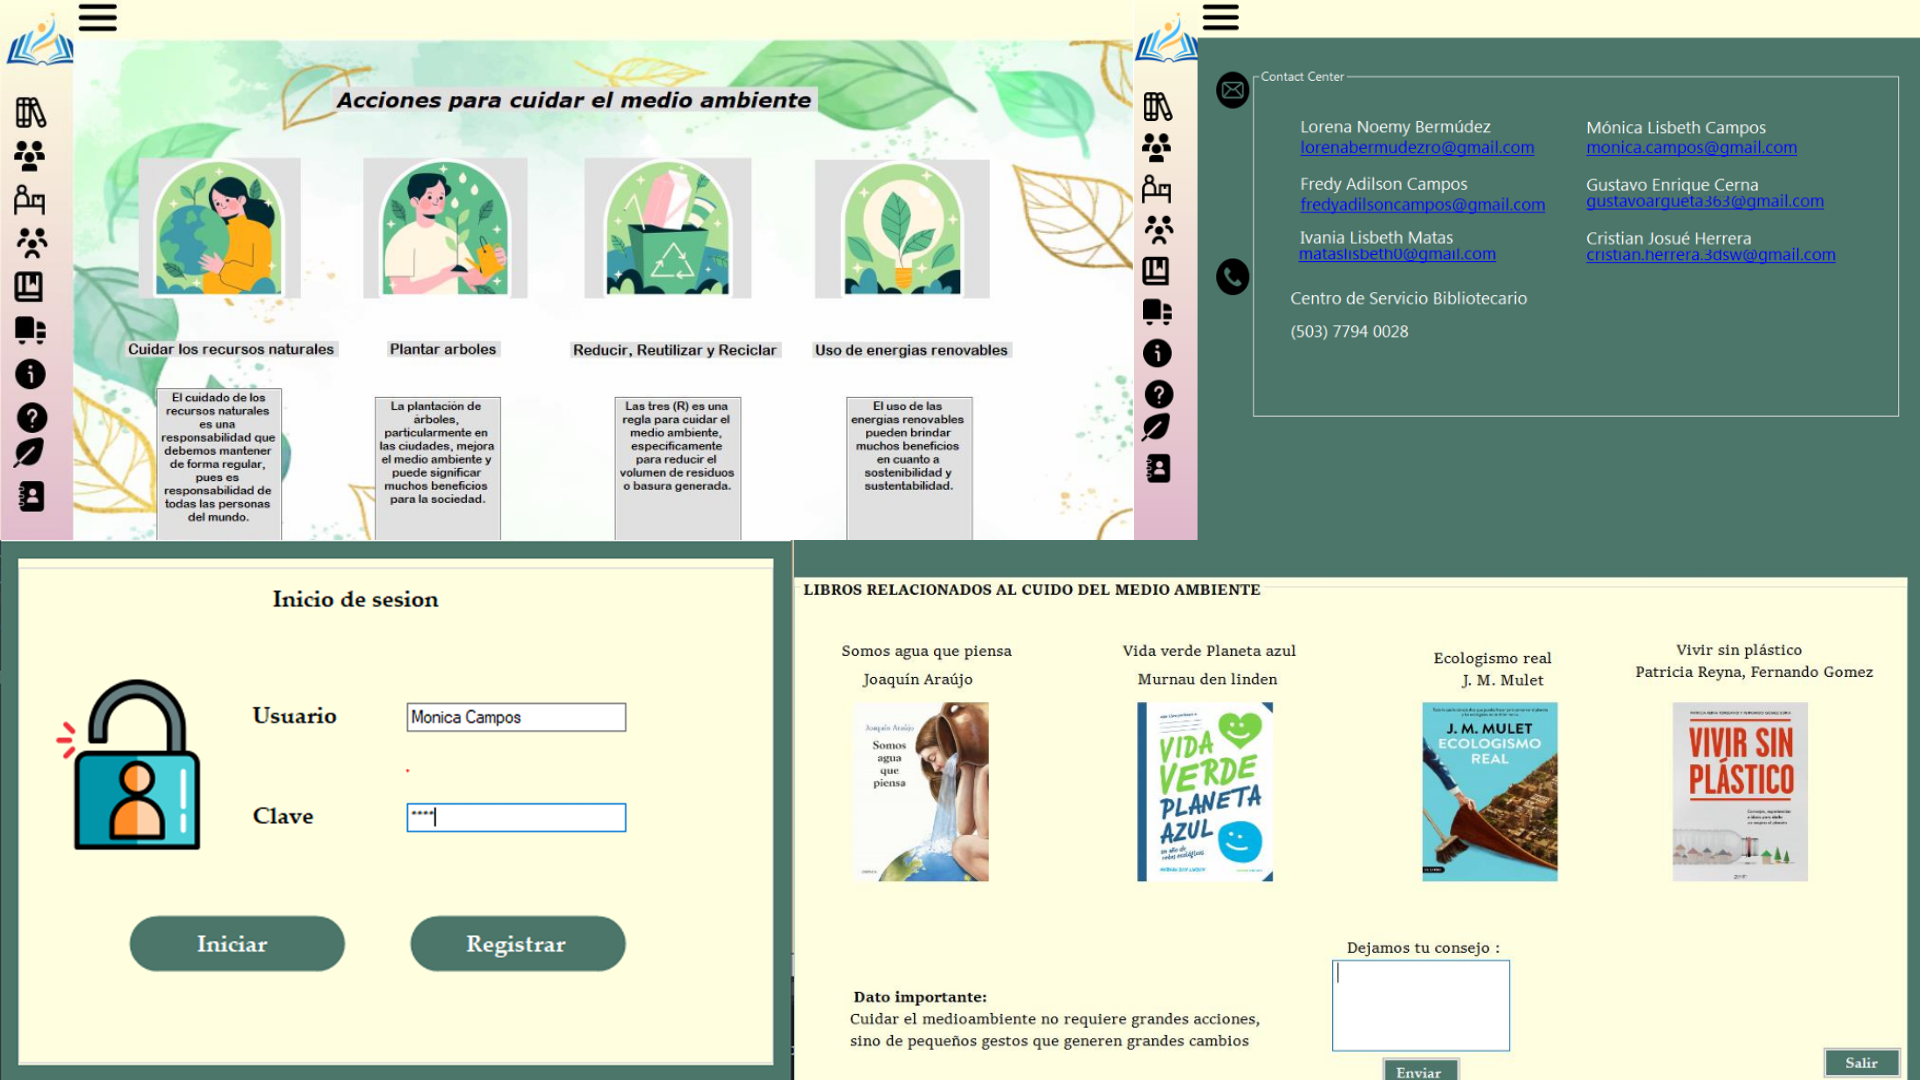 Acciones para cuidar el medio ambiente
Cuidar los recursos naturales
Plantar arboles
Reducir, Reutilizar y Reciclar
Uso de energias renovables
El cuidado de los
recursos naturales
es una
responsabilidad que
debemos mantener
de forma regular,
pues es
responsabilidad de
todas las personas
del mundo.
La plantación de
árboles,
particularmente en
las ciudades, mejora
el medio ambiente y
puede significar
muchos beneficios
para la sociedad.
Las tres (R) es una
regla para cuidar el
medio ambiente,
especificamente
para reducir el
volumen de residuos
o basura generada.
El uso de las
energias renovables
pueden brindar
muchos beneficios
en cuanto a
sostenibilidad y
sustentabilidad.
Contact Center
Lorena Noemy Bermúdez
lorenabermudezro@gmail.com
Mónica Lisbeth Campos
monica.campos@gmail.com
Fredy Adilson Campos
fredyadilsoncampos@gmail.com
Gustavo Enrique Cerna
gustavoargueta363@gmail.com
Ivania Lisbeth Matas
mataslisbeth0@gmail.com
Cristian Josué Herrera
cristian.herrera.3dsw@gmail.com
Centro de Servicio Bibliotecario
(503) 7794 0028
Inicio de sesion
Usuario
Monica Campos
Clave
****
Iniciar
Registrar
LIBROS RELACIONADOS AL CUIDO DEL MEDIO AMBIENTE
Somos agua que piensa
Joaquín Araújo
Joaquín Araújo
Somos
agua
que
piensa
Vida verde Planeta azul
Murnau den linden
VIDA
VERDE
PLANETA
AZUL
Ecologismo real
J. M. Mulet
J. M. MULET
ECOLOGISMO
REAL
Vivir sin plástico
Patricia Reyna, Fernando Gomez
VIVIR SIN
PLÁSTICO
Dejamos tu consejo :
Dato importante:
Cuidar el medioambiente no requiere grandes acciones,
sino de pequeños gestos que generen grandes cambios
Enviar
Salir